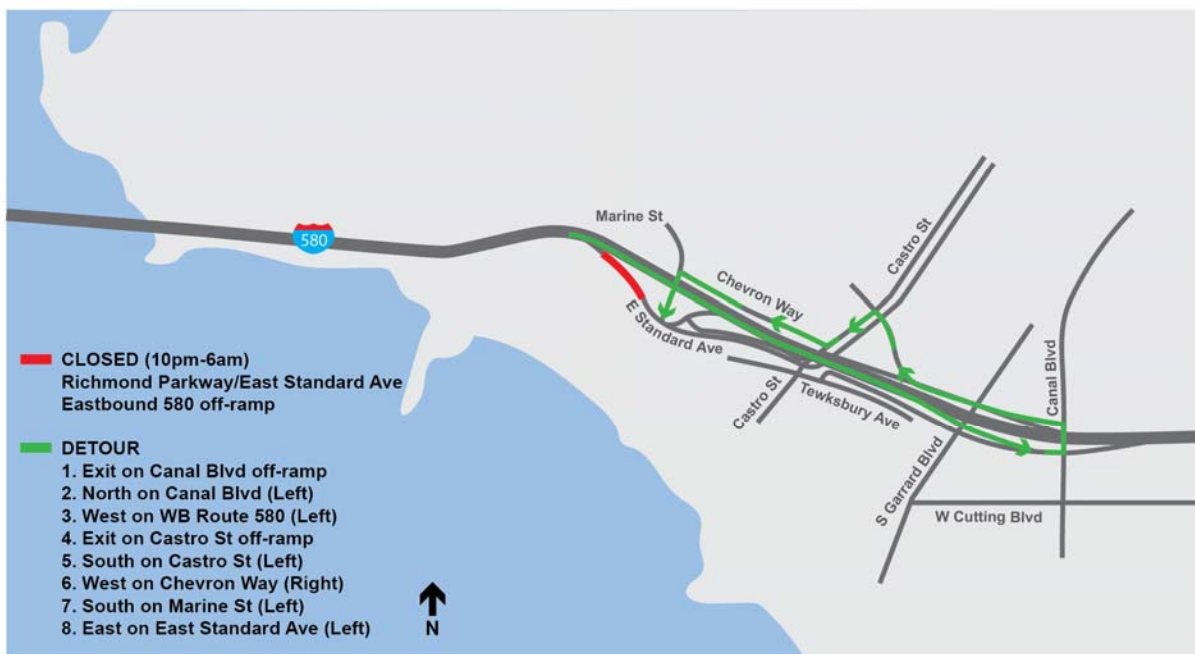 580
Marine St
Chevron Way
Castro St
E Standard Ave
Castro St
Tewksbury Ave
Canal Blvd
S Garrard Blvd
W Cutting Blvd
CLOSED (10pm-6am)
Richmond Parkway/East Standard Ave
Eastbound 580 off-ramp
DETOUR
1. Exit on Canal Blvd off-ramp
2. North on Canal Blvd (Left)
3. West on WB Route 580 (Left)
4. Exit on Castro St off-ramp
5. South on Castro St (Left)
6. West on Chevron Way (Right)
7. South on Marine St (Left)
8. East on East Standard Ave (Left)
N